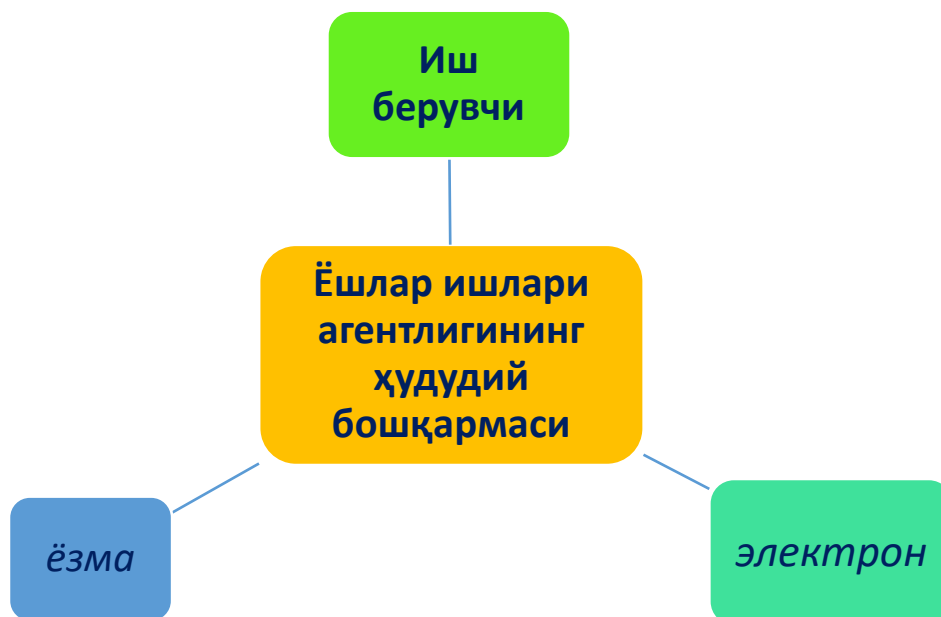 Иш
берувчи
Ёшлар ишлари
агентлигининг
ҳудудий
бошқармаси
ёзма
электрон